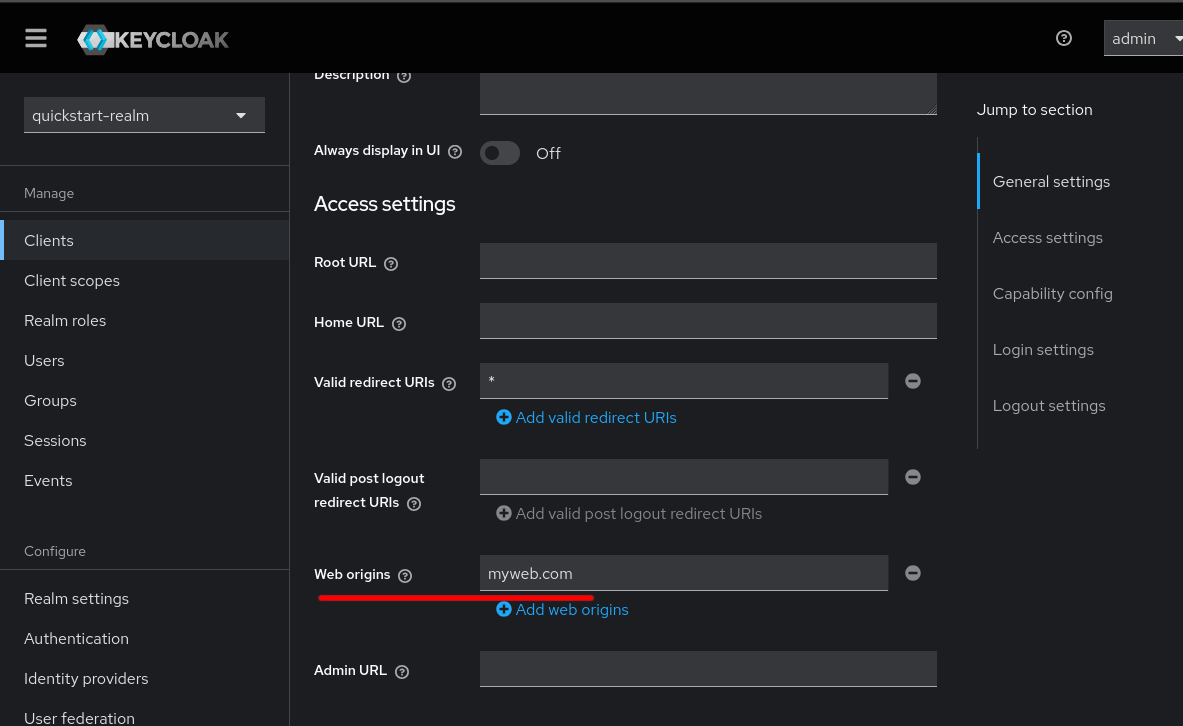 KEYCLOAK
admin
quickstart-realm
Manage
Clients
Client scopes
Realm roles
Users
Groups
Sessions
Events
Configure
Realm settings
Authentication
Identity providers
User federation
Description
Always display in UI
Off
Access settings
Root URL
Home URL
Valid redirect URIs
*
Add valid redirect URIs
Valid post logout
redirect URIs
Add valid post logout redirect URIs
Web origins
myweb.com
Add web origins
Admin URL
Jump to section
General settings
Access settings
Capability config
Login settings
Logout settings